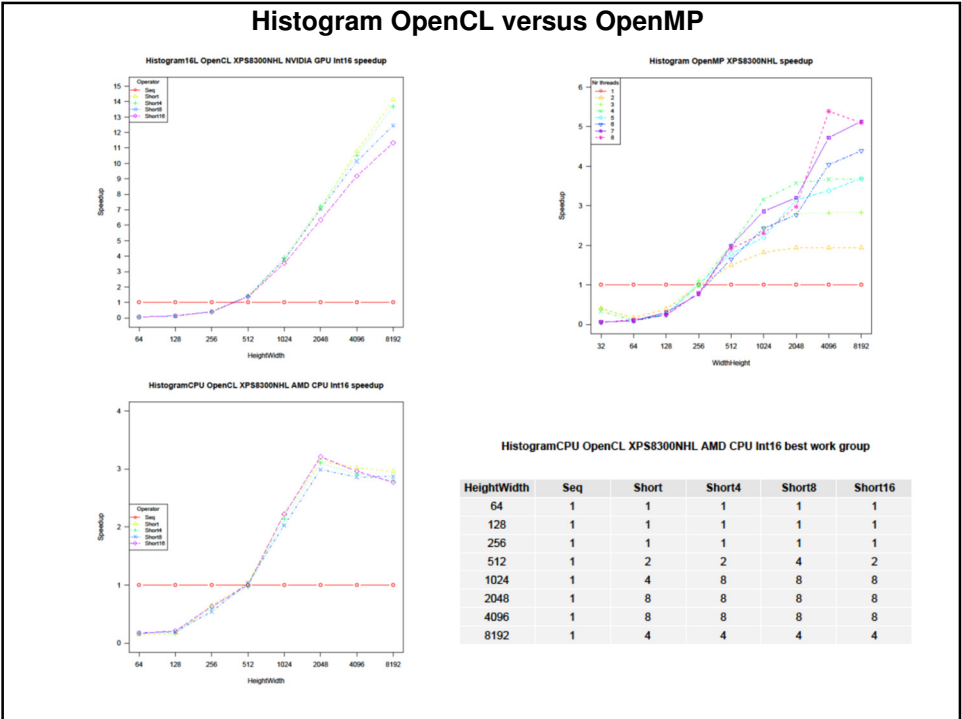 Histogram OpenCL versus OpenMP
Histogram16L OpenCL XPS8300NHL NVIDIA GPU Int16 speedup
Operator
Seq
Short
Short4
Short8
Short16
Speedup
15
14
13
12
11
10
9
8
7
6
5
4
3
2
1
0
64 128 256 512 1024 2048 4096 8192
HeightWidth
Histogram OpenMP XPS8300NHL speedup
Nr threads
1
2
3
4
5
6
7
8
Speedup
6
5
4
3
2
1
0
32 64 128 256 512 1024 2048 4096 8192
WidthHeight
HistogramCPU OpenCL XPS8300NHL AMD CPU Int16 speedup
Operator
Seq
Short
Short4
Short8
Short16
Speedup
4
3
2
1
0
64 128 256 512 1024 2048 4096 8192
HeightWidth
HistogramCPU OpenCL XPS8300NHL AMD CPU Int16 best work group
HeightWidth Seq Short Short4 Short8 Short16
64 1 1 1 1 1
128 1 1 1 1 1
256 1 1 1 1 1
512 1 2 2 4 2
1024 1 4 8 8 8
2048 1 8 8 8 8
4096 1 8 8 8 8
8192 1 4 4 4 4